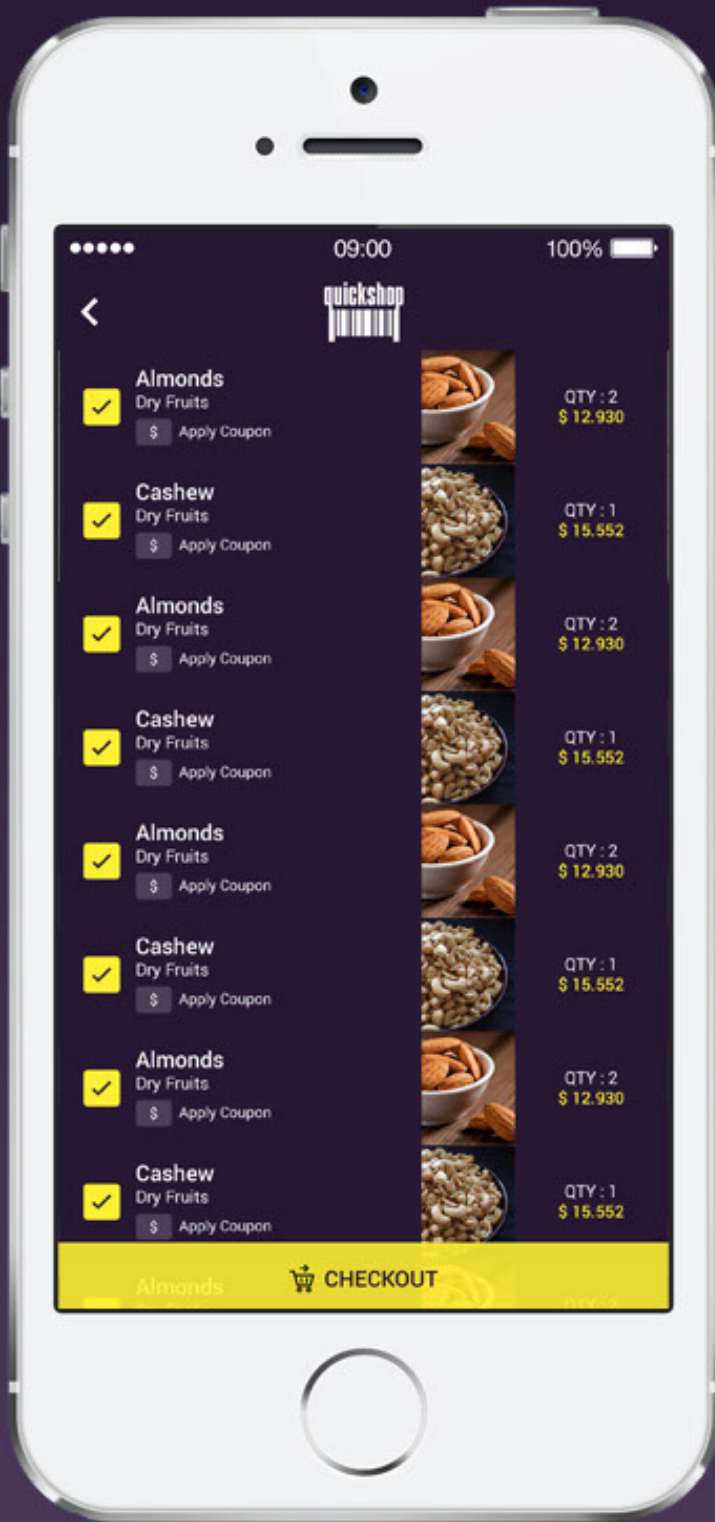 09:00
100%
quickshop
Almonds
Dry Fruits
$ Apply Coupon
QTY : 2
$ 12.930
Cashew
Dry Fruits
$ Apply Coupon
QTY : 1
$ 15.552
Almonds
Dry Fruits
$ Apply Coupon
QTY : 2
$ 12.930
Cashew
Dry Fruits
$ Apply Coupon
QTY : 1
$ 15.552
Almonds
Dry Fruits
$ Apply Coupon
QTY : 2
$ 12.930
Cashew
Dry Fruits
$ Apply Coupon
QTY : 1
$ 15.552
Almonds
Dry Fruits
$ Apply Coupon
QTY : 2
$ 12.930
Cashew
Dry Fruits
$ Apply Coupon
QTY : 1
$ 15.552
CHECKOUT
Almonds
QTY : 2